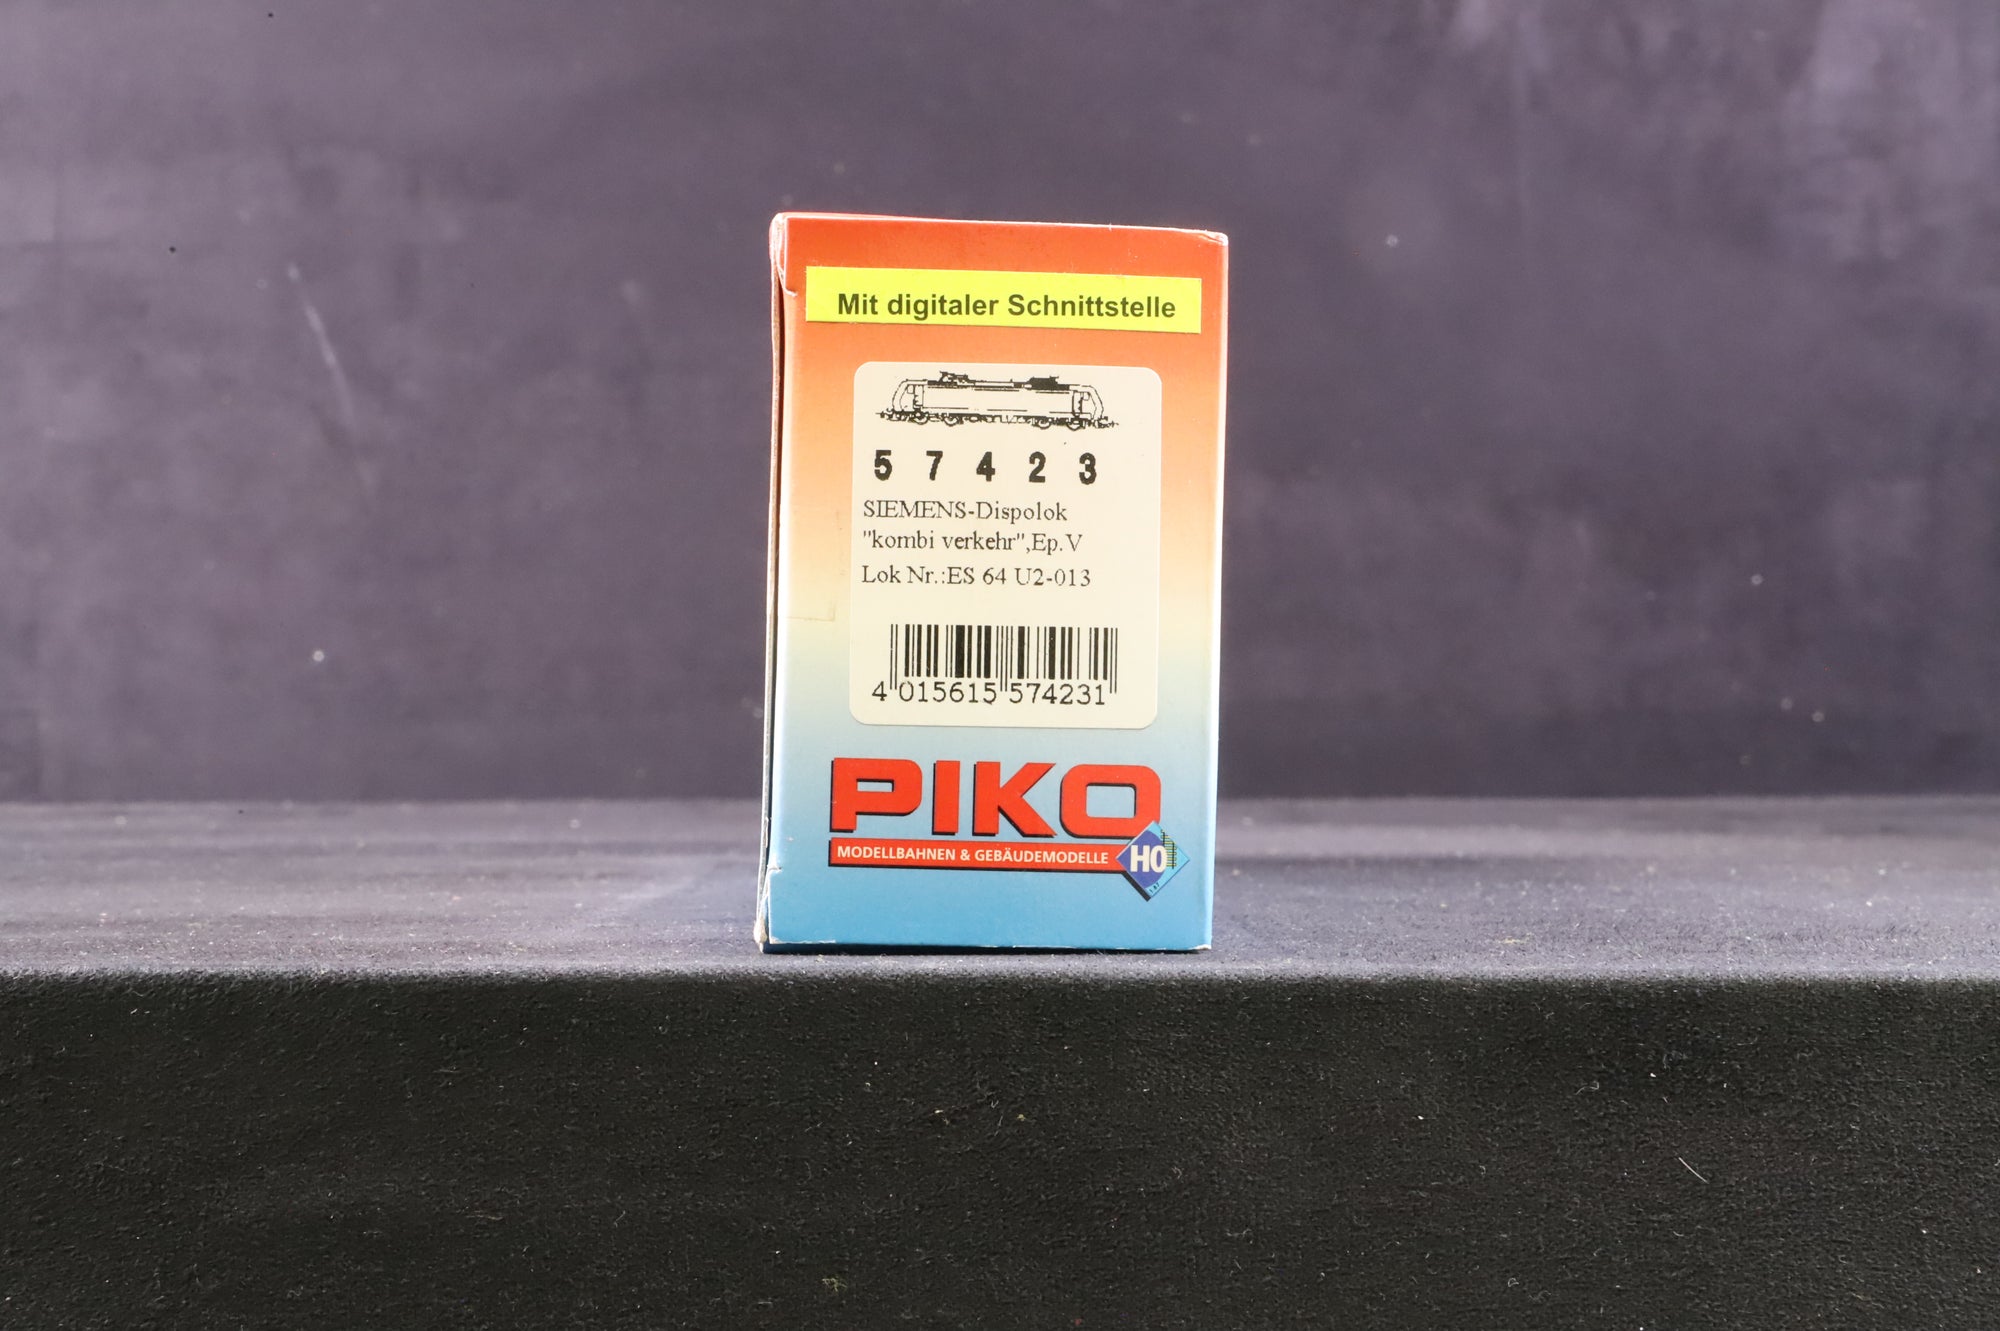 Mit digitaler Schnittstelle
5 7 4 2 3
SIEMENS-Dispolok
"kombi verkehr",Ep.V
Lok Nr.:ES 64 U2-013
4 015615 574231
PIKO
MODELLBAHNEN & GEBÄUDEMODELLE
HO